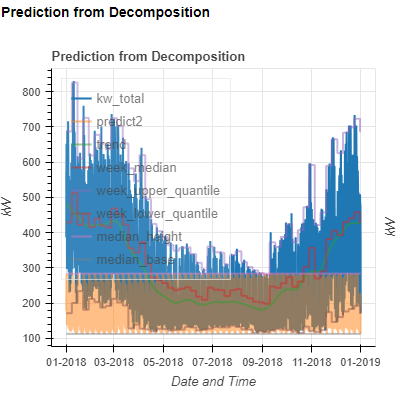 Prediction from Decomposition
Prediction from Decomposition
kw_total
predict2
trend
week_median
week_upper_quantile
week_lower_quantile
median_height
median_base
800
700
600
500
400
300
200
100
kW
kW
01-2018 03-2018 05-2018 07-2018 09-2018 11-2018 01-2019
Date and Time